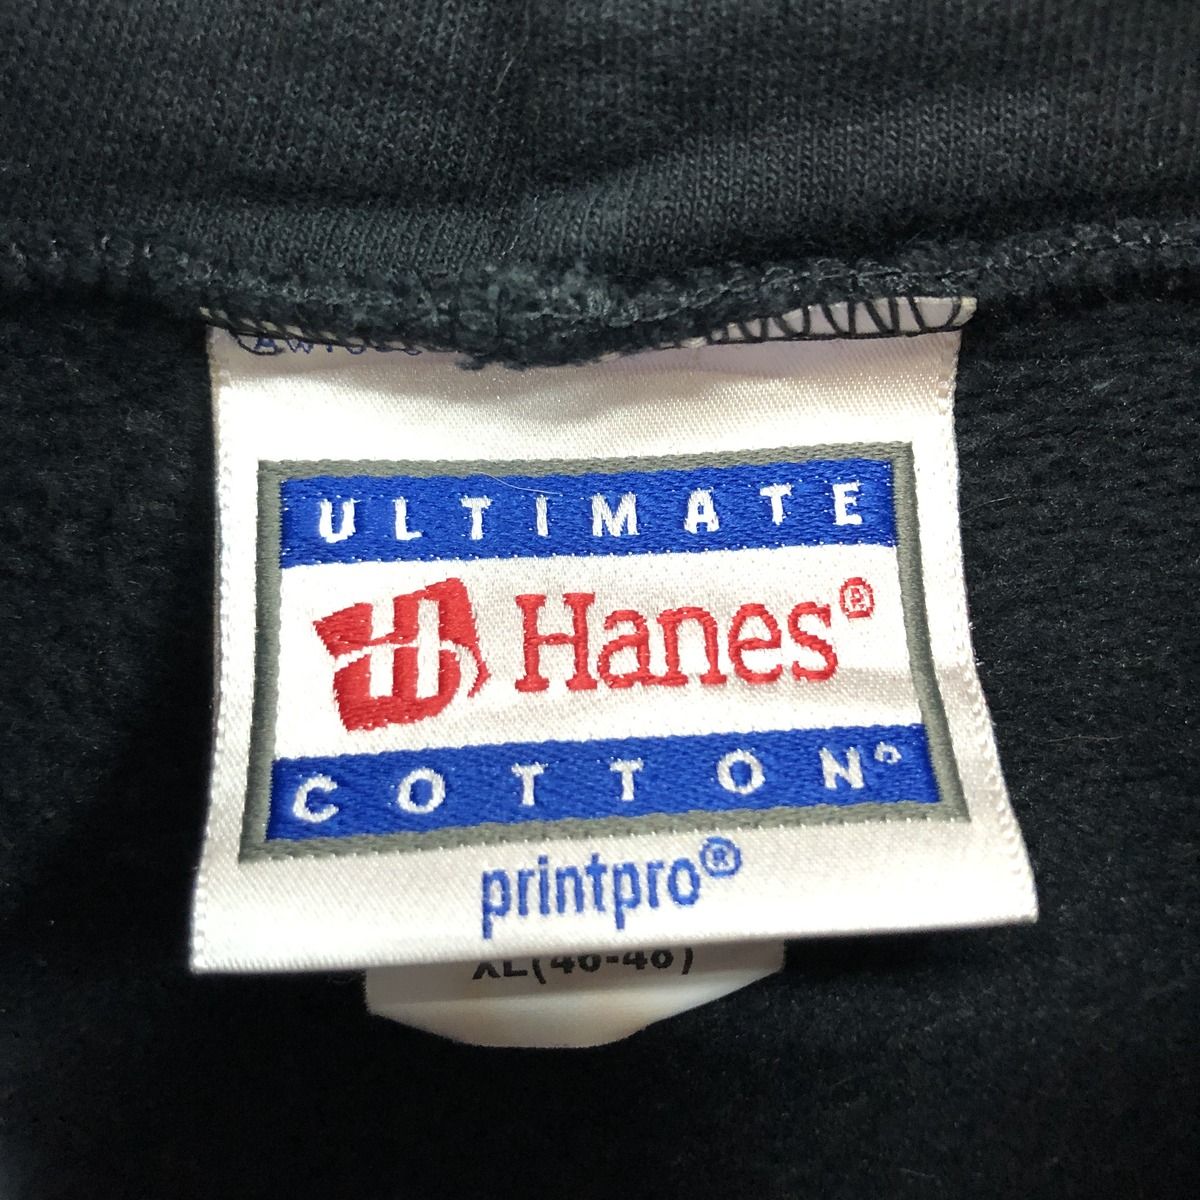 ULTIMATE
Hanes®
COTTON®
printpro®
XL(46-48)